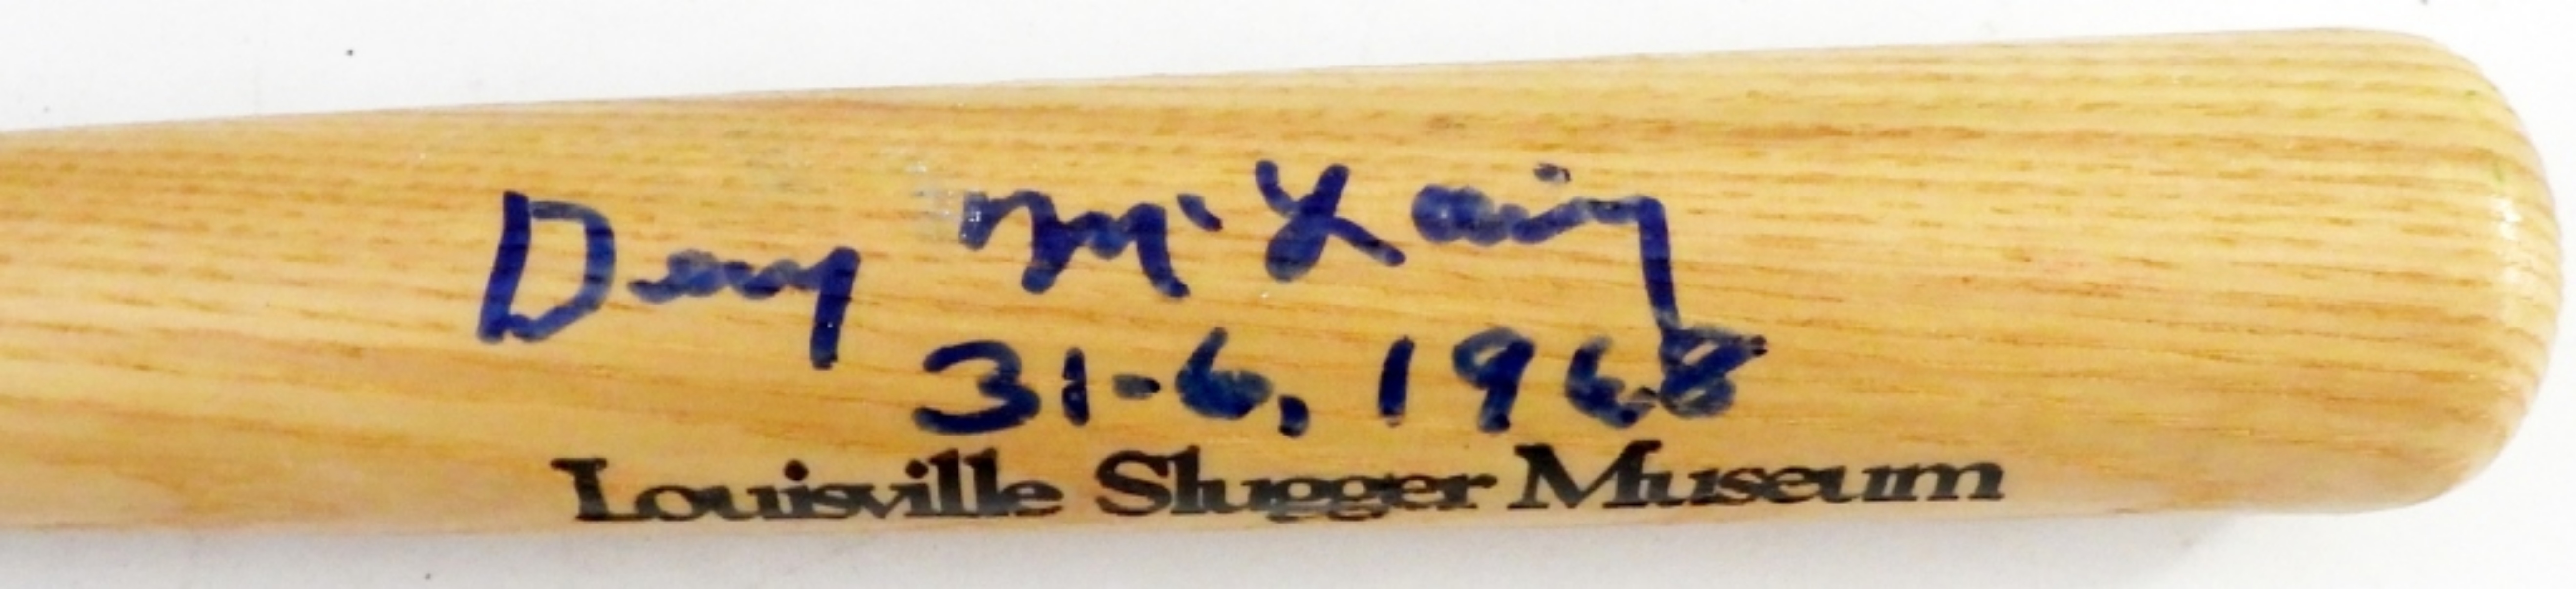 Denny McLain
31-6, 1968
Louisville Slugger Museum